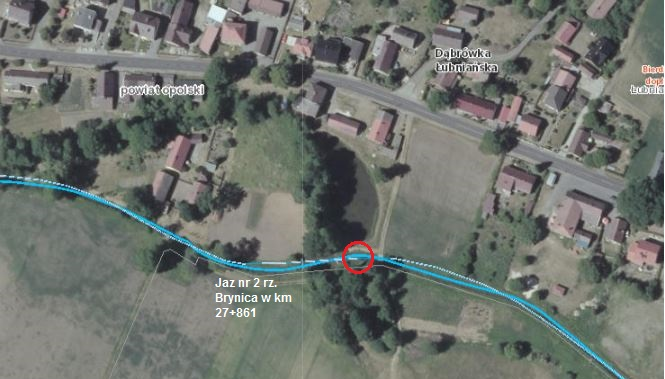 Dąbrówka
Łubniańska
powiat opolski
Jaz nr 2 rz.
Brynica w km
27+861